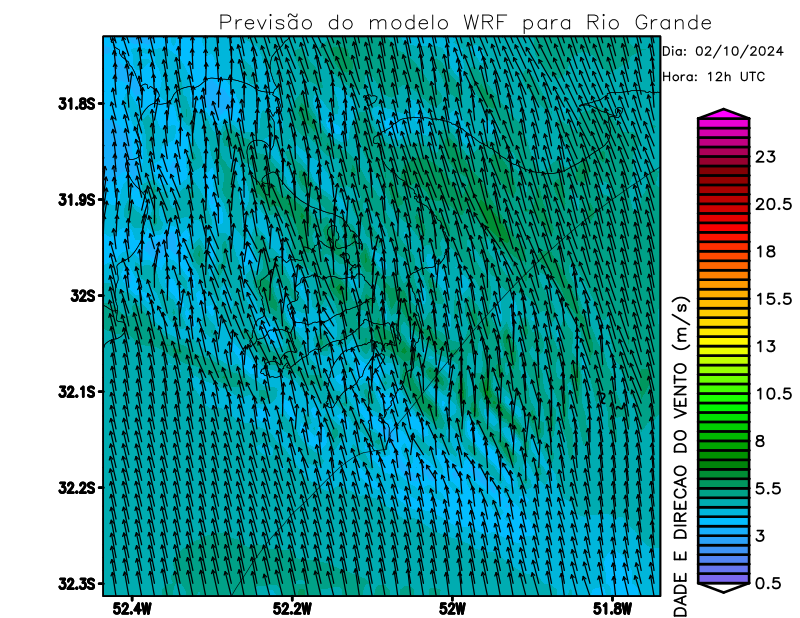 Previsão do modelo WRF para Rio Grande
Dia: 02/10/2024
Hora: 12h UTC
31.8S
31.9S
32S
32.1S
32.2S
32.3S
52.4W
52.2W
52W
51.8W
23
20.5
18
15.5
13
10.5
8
5.5
3
0.5
DADE E DIRECAO DO VENTO (m/s)